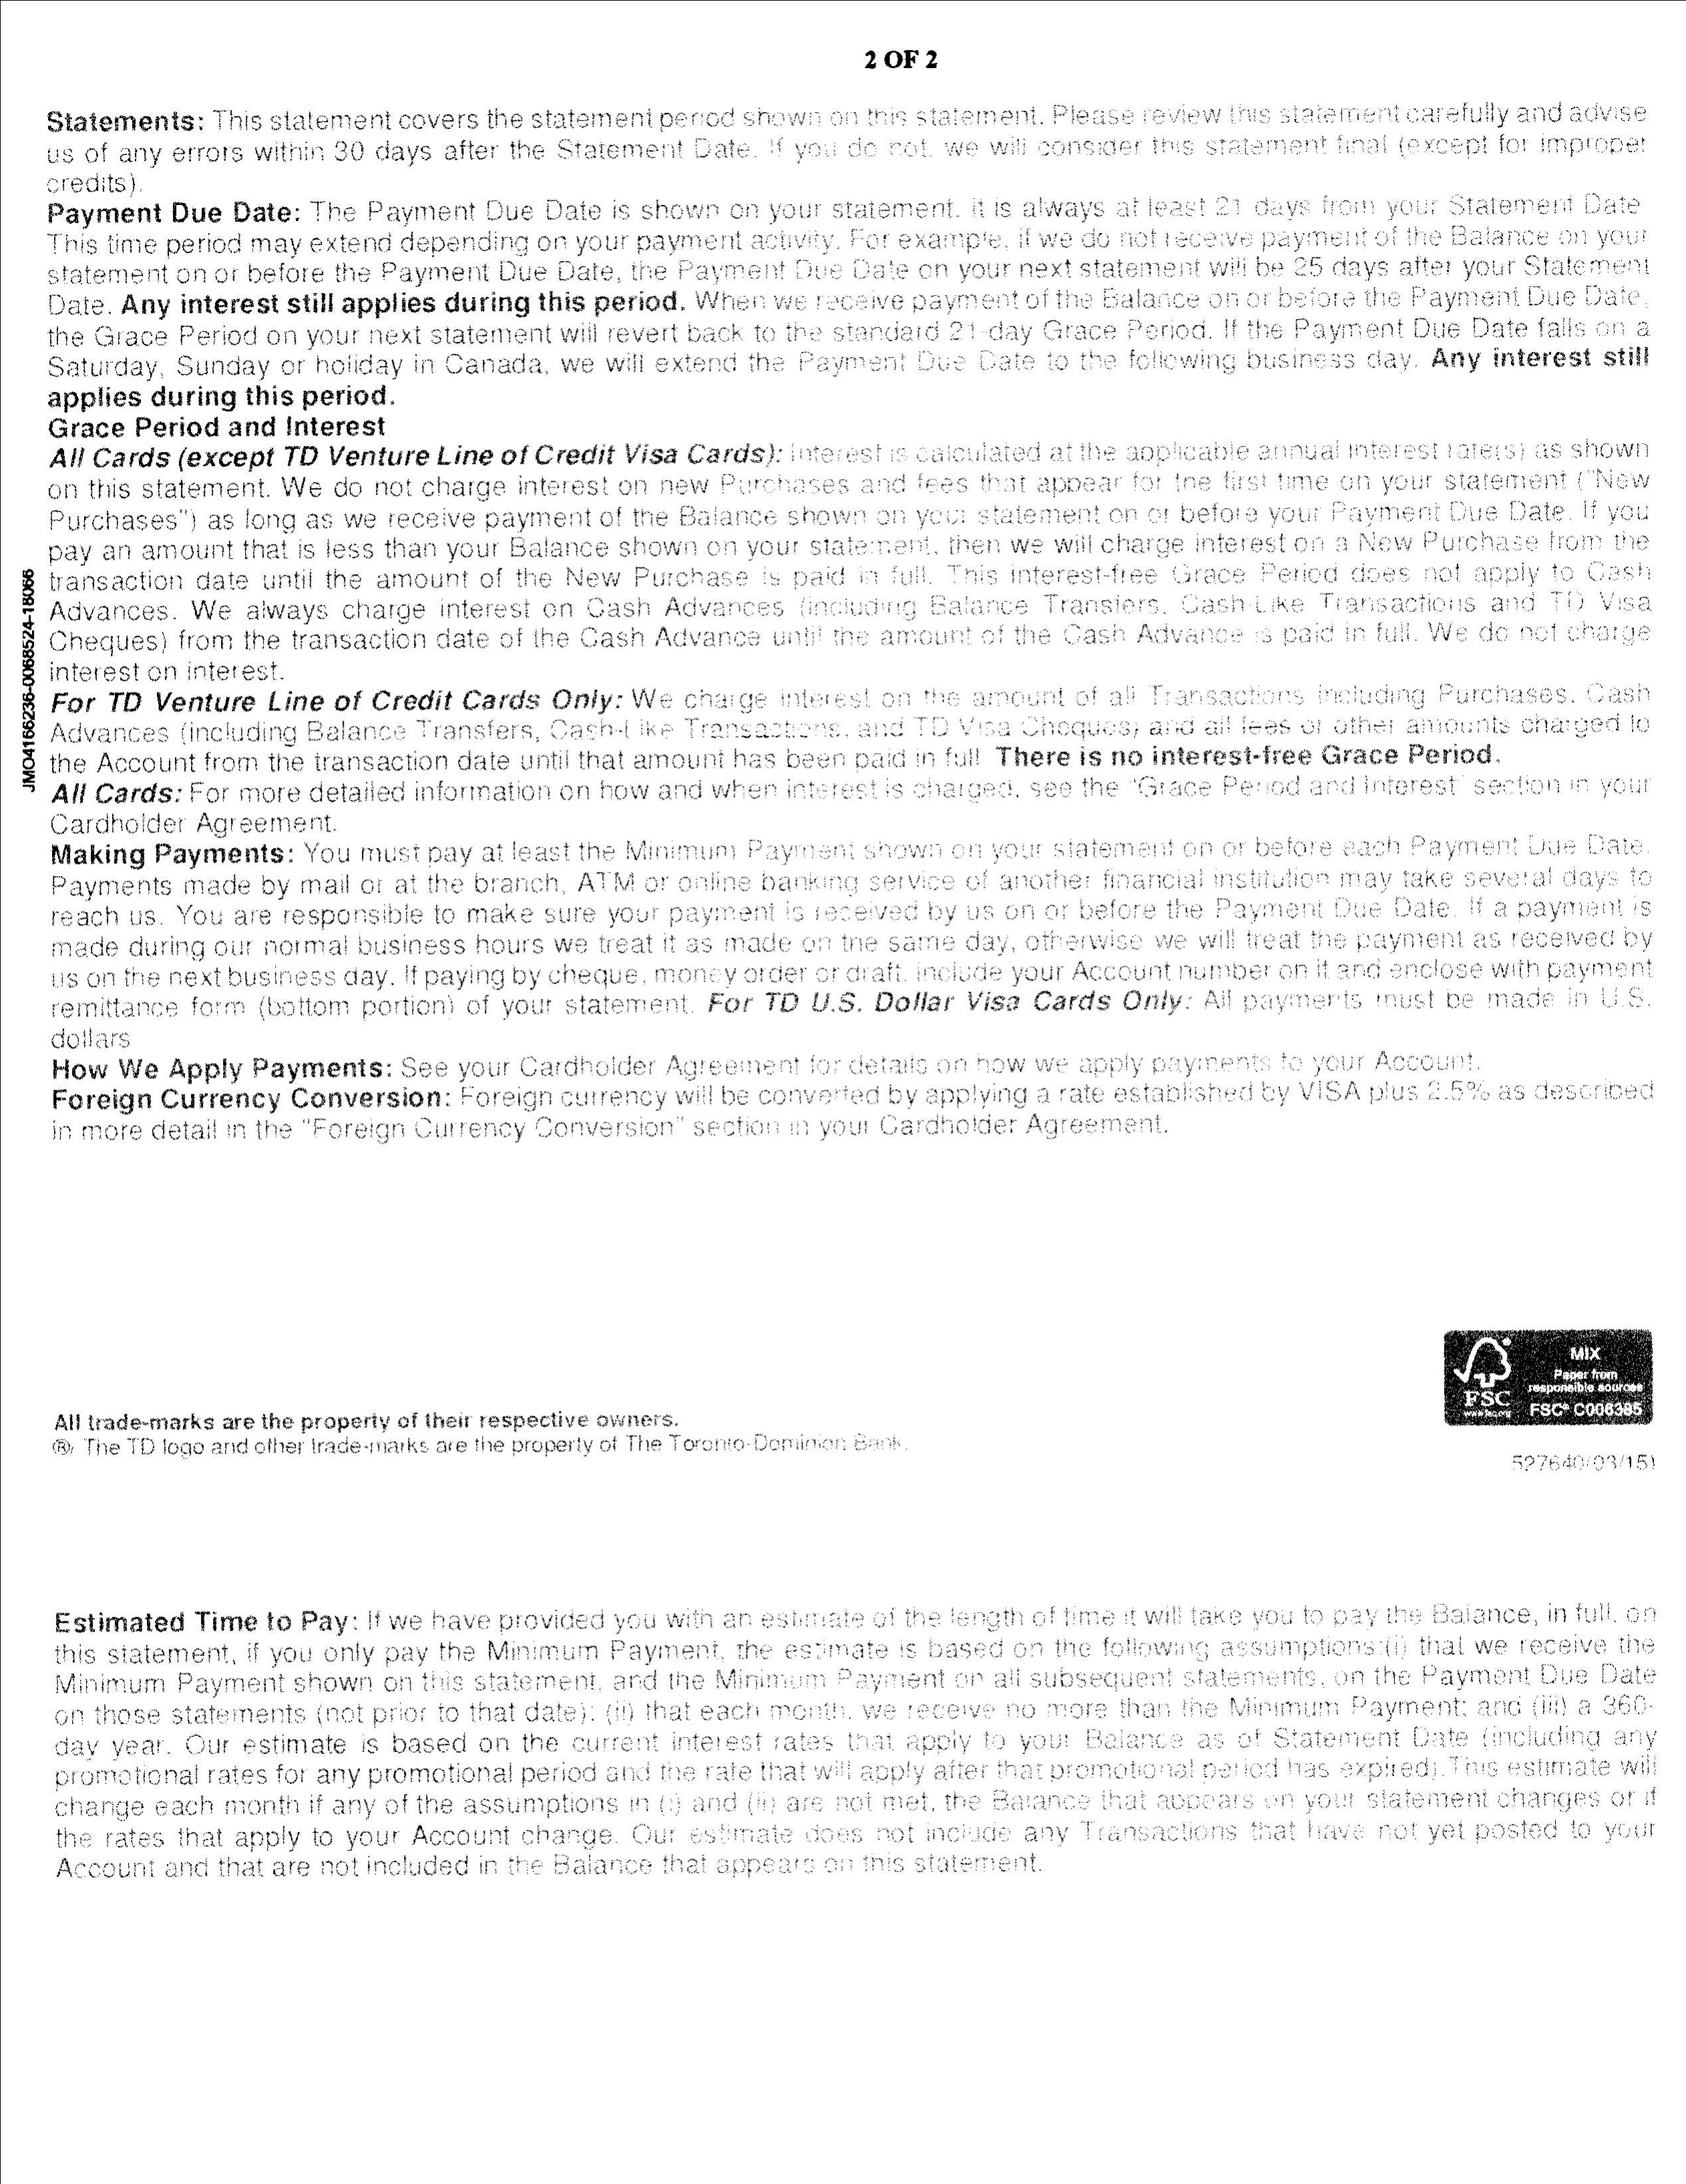 2 OF 2
Statements: This statement covers the statement period shown on this statement. Please review this statement carefully and advise
us of any errors within 30 days after the Statement Date. If you do not, we will consider this statement final (except for improper
credits).
Payment Due Date: The Payment Due Date is shown on your statement. It is always at least 21 days from your Statement Date
This time period may extend depending on your payment activity. For example, if we do not receive payment of the Balance on your
statement on or before the Payment Due Date, the Payment Due Date on your next statement will be 25 days after your Statement
Date. Any interest still applies during this period. When we receive payment of the Balance on or before the Payment Due Date,
the Grace Period on your next statement will revert back to the standard 21-day Grace Period. If the Payment Due Date falls on a
Saturday, Sunday or holiday in Canada, we will extend the Payment Due Date to the following business day. Any interest still
applies during this period.
Grace Period and Interest
All Cards (except TD Venture Line of Credit Visa Cards): Interest is calculated at the applicable annual interest rate(s) as shown
on this statement. We do not charge interest on new Purchases and fees that appear for the first time on your statement ("New
Purchases") as long as we receive payment of the Balance shown on your statement on or before your Payment Due Date. If you
pay an amount that is less than your Balance shown on your statement, then we will charge interest on a New Purchase from the
transaction date until the amount of the New Purchase is paid in full. This interest-free Grace Period does not apply to Cash
Advances. We always charge interest on Cash Advances (including Balance Transfers, Cash-Like Transactions and TD Visa
Cheques) from the transaction date of the Cash Advance until the amount of the Cash Advance is paid in full. We do not charge
interest on interest.
For TD Venture Line of Credit Cards Only: We charge interest on the amount of all Transactions including Purchases, Cash
Advances (including Balance Transfers, Cash-Like Transactions, and TD Visa Cheques) and all fees or other amounts charged to
the Account from the transaction date until that amount has been paid in full There is no interest-free Grace Period.
All Cards: For more detailed information on how and when interest is charged, see the "Grace Period and Interest" section in your
Cardholder Agreement.
Making Payments: You must pay at least the Minimum Payment shown on your statement on or before each Payment Due Date.
Payments made by mail or at the branch, ATM or online banking service of another financial institution may take several days to
reach us. You are responsible to make sure your payment is received by us on or before the Payment Due Date. If a payment is
made during our normal business hours we treat it as made on the same day, otherwise we will treat the payment as received by
us on the next business day. If paying by cheque, money order or draft, include your Account number on it and enclose with payment
remittance form (bottom portion) of your statement. For TD U.S. Dollar Visa Cards Only: All payments must be made in U.S.
dollars
How We Apply Payments: See your Cardholder Agreement for details on how we apply payments to your Account.
Foreign Currency Conversion: Foreign currency will be converted by applying a rate established by VISA plus 2.5% as described
in more detail in the "Foreign Currency Conversion" section in your Cardholder Agreement.
JMO4166236-0068524-18066
MIX
Paper from
responsible sources
FSC
FSC® C006385
All trade-marks are the property of their respective owners.
® The TD logo and other trade-marks are the property of The Toronto-Dominion Bank.
527640(03/15)
Estimated Time to Pay: If we have provided you with an estimate of the length of time it will take you to pay the Balance, in full, on
this statement, if you only pay the Minimum Payment, the estimate is based on the following assumptions:(i) that we receive the
Minimum Payment shown on this statement, and the Minimum Payment on all subsequent statements, on the Payment Due Date
on those statements (not prior to that date); (ii) that each month, we receive no more than the Minimum Payment; and (iii) a 360-
day year. Our estimate is based on the current interest rates that apply to your Balance as of Statement Date (including any
promotional rates for any promotional period and the rate that will apply after that promotional period has expired). This estimate will
change each month if any of the assumptions in (i) and (ii) are not met, the Balance that appears on your statement changes or if
the rates that apply to your Account change. Our estimate does not include any Transactions that have not yet posted to your
Account and that are not included in the Balance that appears on this statement.